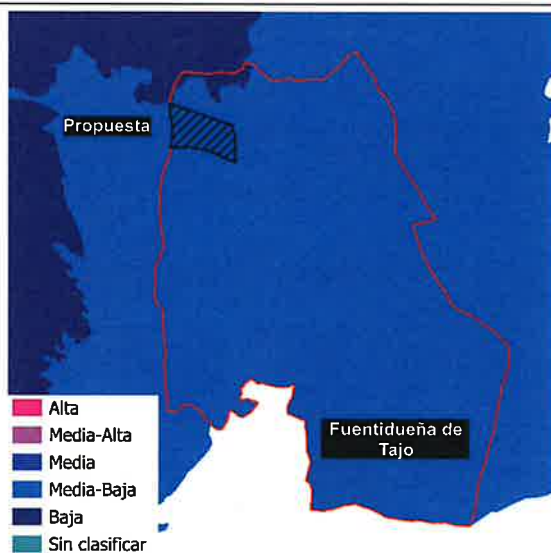 Propuesta
Fuentidueña de
Tajo
Alta
Media-Alta
Media
Media-Baja
Baja
Sin clasificar